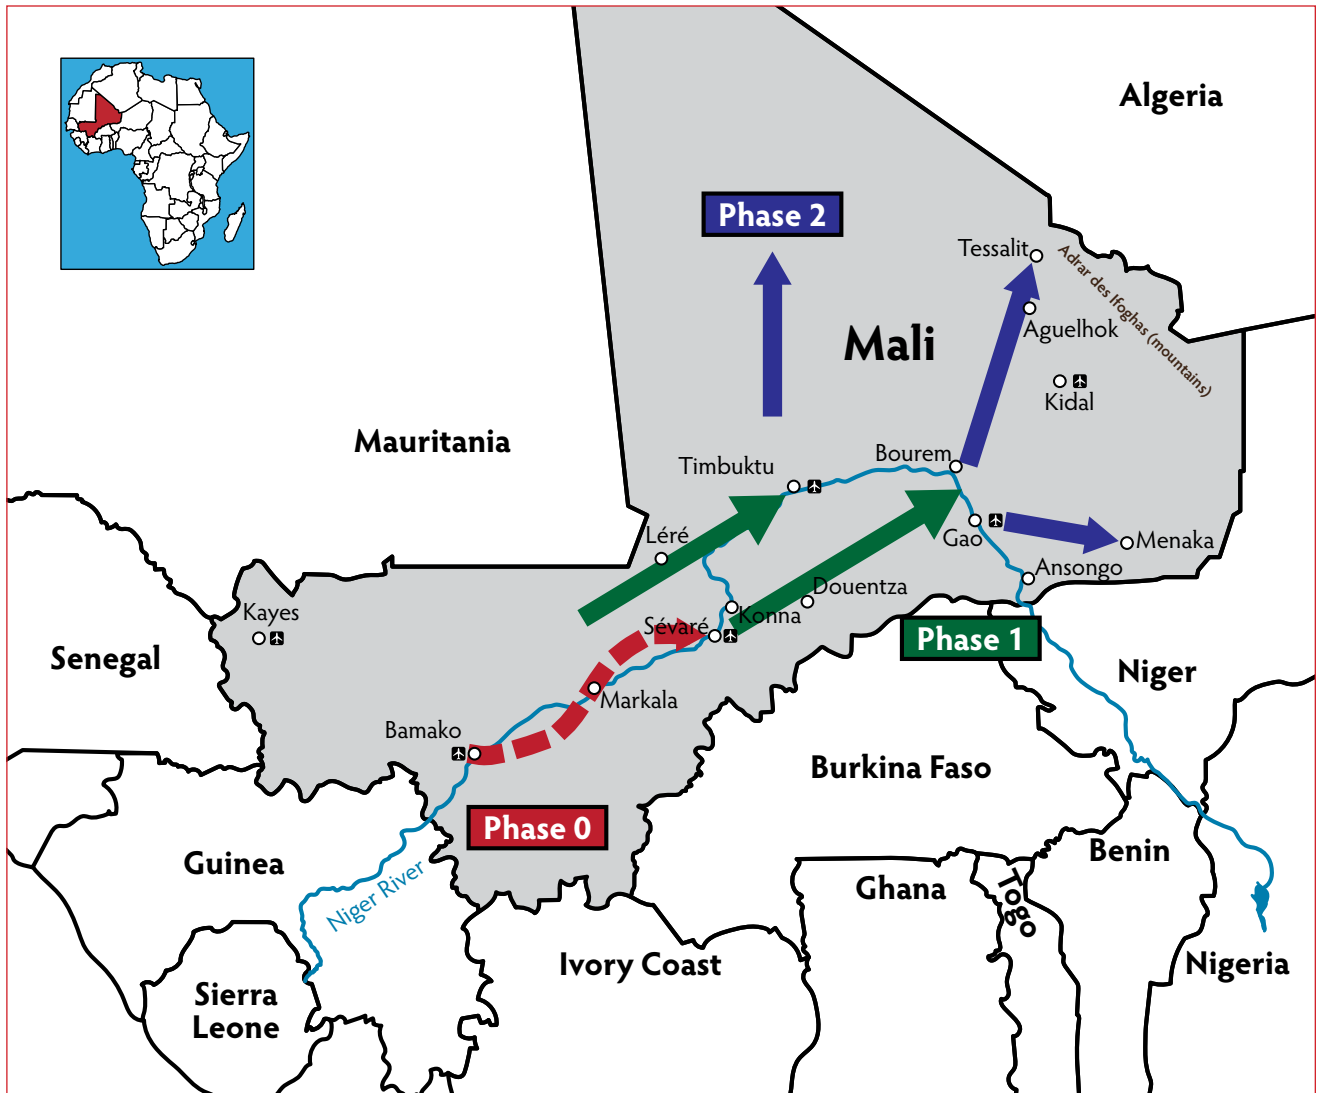 Algeria
Phase 2
Tessalit
Adrar des Ifoghas (mountains)
Aguelhok
Mali
Kidal
Mauritania
Bourem
Timbuktu
Léré
Gao
Menaka
Ansongo
Douentza
Kayes
Konna
Sévaré
Phase 1
Senegal
Niger
Markala
Bamako
Burkina Faso
Phase 0
Guinea
Niger River
Benin
Ghana
Togo
Ivory Coast
Nigeria
Sierra
Leone